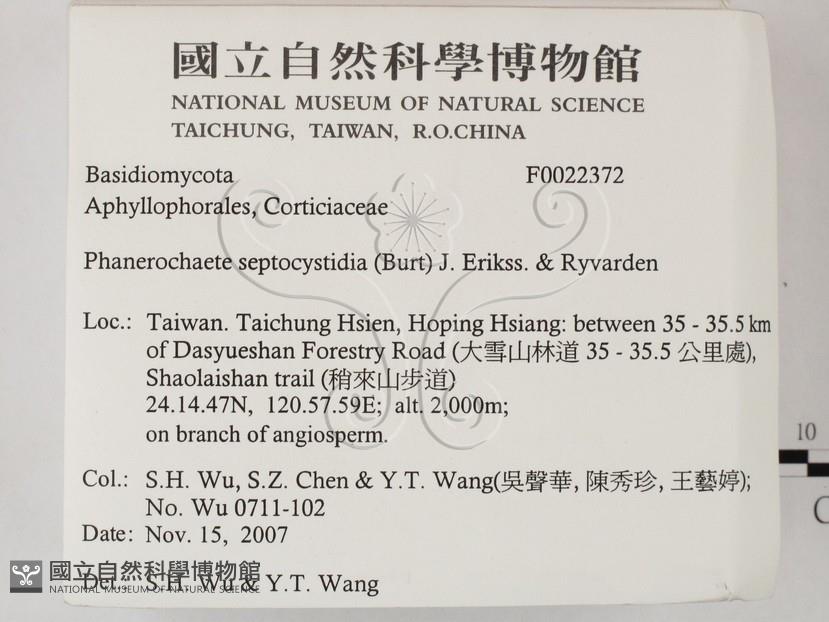 國立自然科學博物館
NATIONAL MUSEUM OF NATURAL SCIENCE
TAICHUNG, TAIWAN, R.O.CHINA
Basidiomycota F0022372
Aphyllophorales, Corticiaceae
Phanerochaete septocystidia (Burt) J. Erikss. & Ryvarden
Loc.: Taiwan. Taichung Hsien, Hoping Hsiang: between 35 - 35.5 km
of Dasyueshan Forestry Road (大雪山林道 35 - 35.5 公里處),
Shaolaishan trail (稍來山步道)
24.14.47N, 120.57.59E; alt. 2,000m;
on branch of angiosperm.
Col.: S.H. Wu, S.Z. Chen & Y.T. Wang(吳聲華, 陳秀珍, 王藝婷);
No. Wu 0711-102
Date: Nov. 15, 2007
Det.: S.H. Wu & Y.T. Wang
國立自然科學博物館
NATIONAL MUSEUM OF NATURAL SCIENCE
10